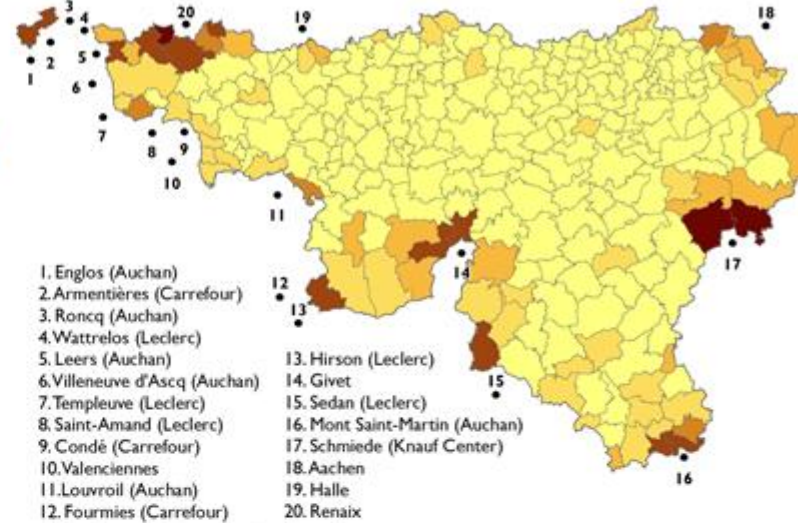 3
4
20
19
18
1
2
5
6
7
8
9
10
11
12
13
14
17
15
16
1. Englos (Auchan)
2. Armentières (Carrefour)
3. Roncq (Auchan)
4. Wattrelos (Leclerc)
5. Leers (Auchan)
6. Villeneuve d'Ascq (Auchan)
7. Templeuve (Leclerc)
8. Saint-Amand (Leclerc)
9. Condé (Carrefour)
10. Valenciennes
11. Louvroil (Auchan)
12. Fourmies (Carrefour)
13. Hirson (Leclerc)
14. Givet
15. Sedan (Leclerc)
16. Mont Saint-Martin (Auchan)
17. Schmiede (Knauf Center)
18. Aachen
19. Halle
20. Renaix